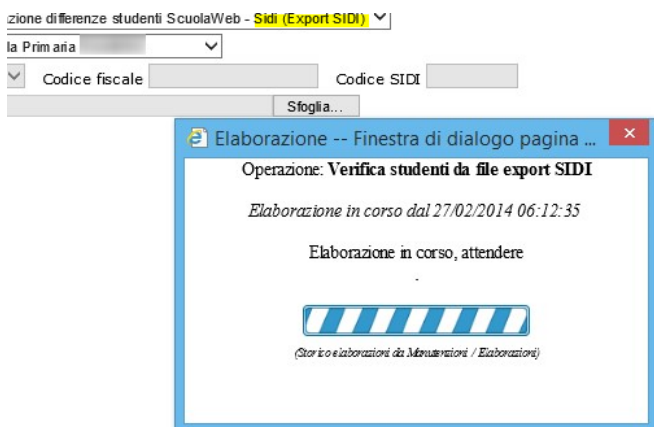 zione differenze studenti ScuolaWeb - Sidi (Export SIDI)
la Primaria
Codice fiscale Codice SIDI
Sfoglia...
Elaborazione -- Finestra di dialogo pagina ...
Operazione: Verifica studenti da file export SIDI
Elaborazione in corso dal 27/02/2014 06:12:35
Elaborazione in corso, attendere
.
(Storico elaborazioni da Manutenzioni / Elaborazioni)